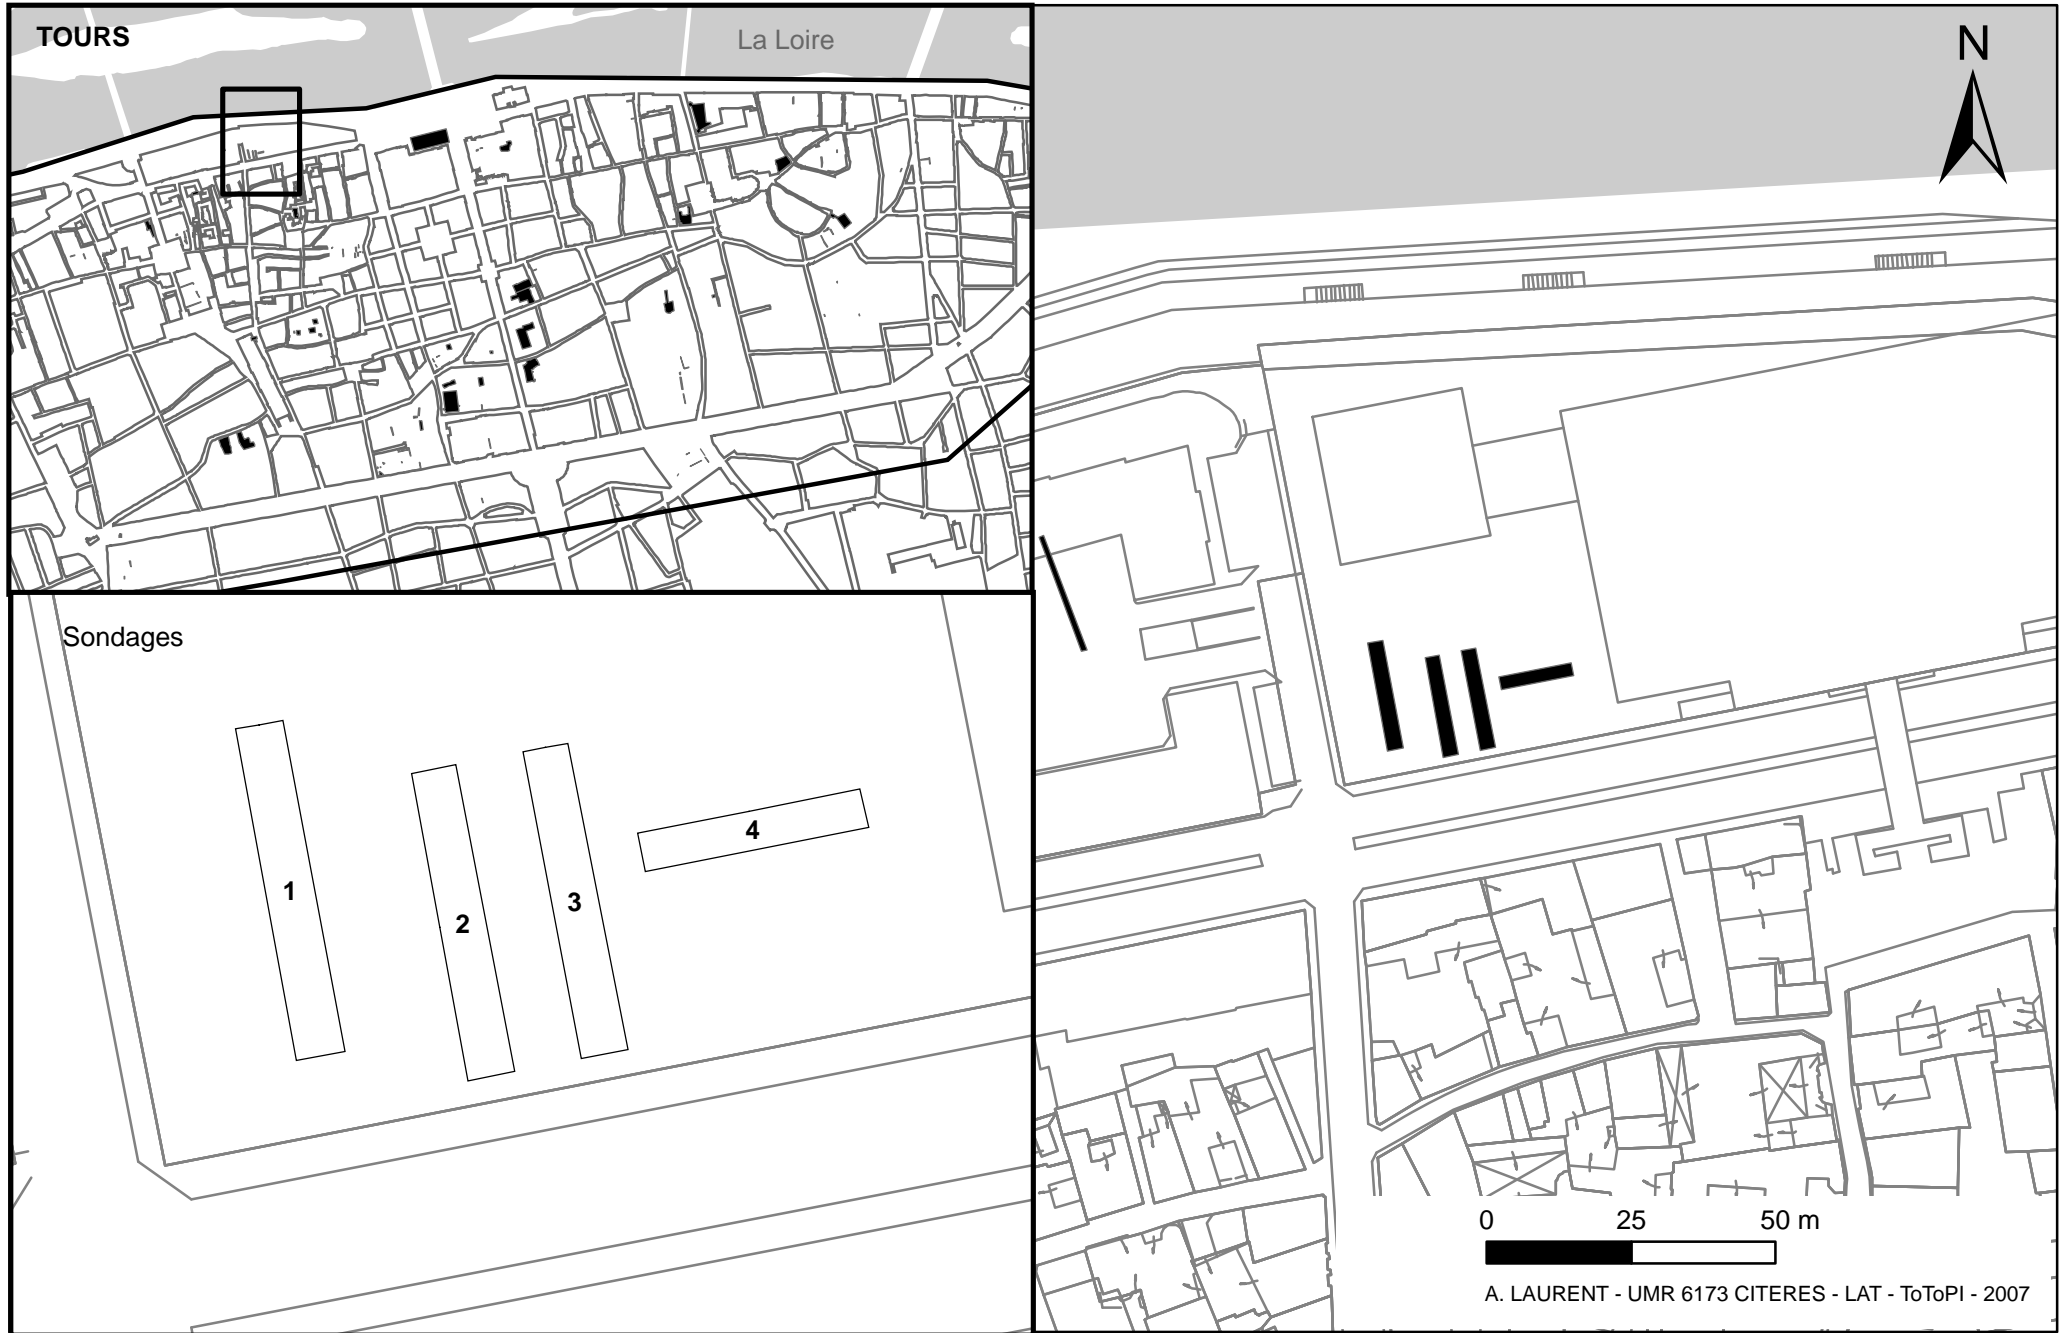 TOURS
La Loire
N
Sondages
1
2
3
4
0 25 50 m
A. LAURENT - UMR 6173 CITERES - LAT - ToToPI - 2007